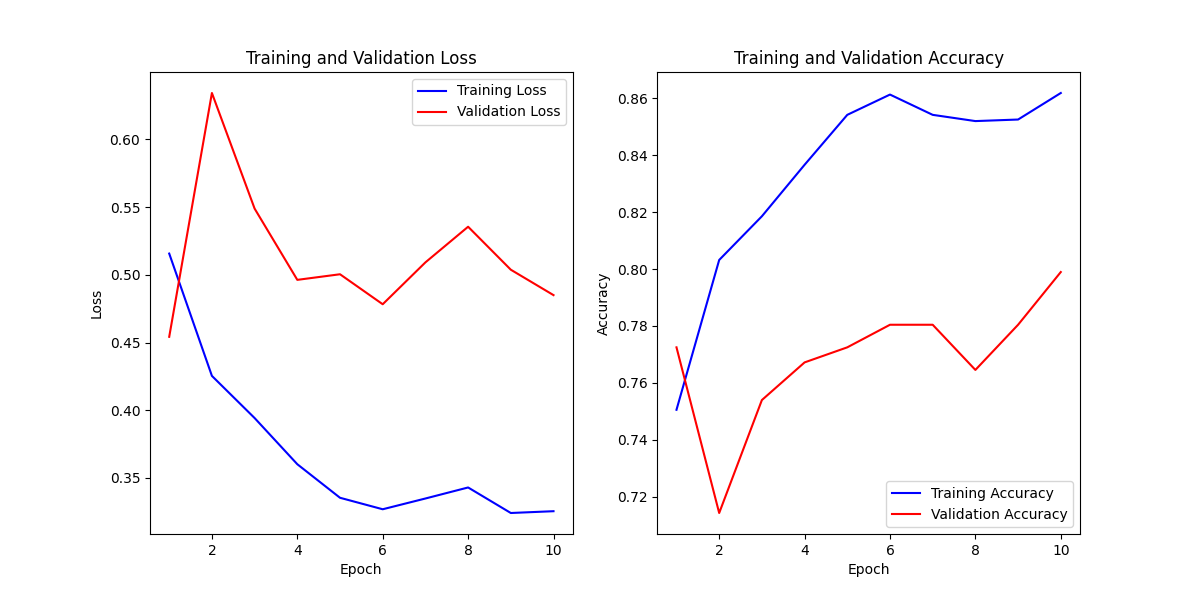 Training and Validation Loss
Training Loss
Validation Loss
0.60
0.55
0.50
0.45
0.40
0.35
Loss
2 4 6 8 10
Epoch
Training and Validation Accuracy
0.86
0.84
0.82
0.80
0.78
0.76
0.74
0.72
Accuracy
Training Accuracy
Validation Accuracy
2 4 6 8 10
Epoch